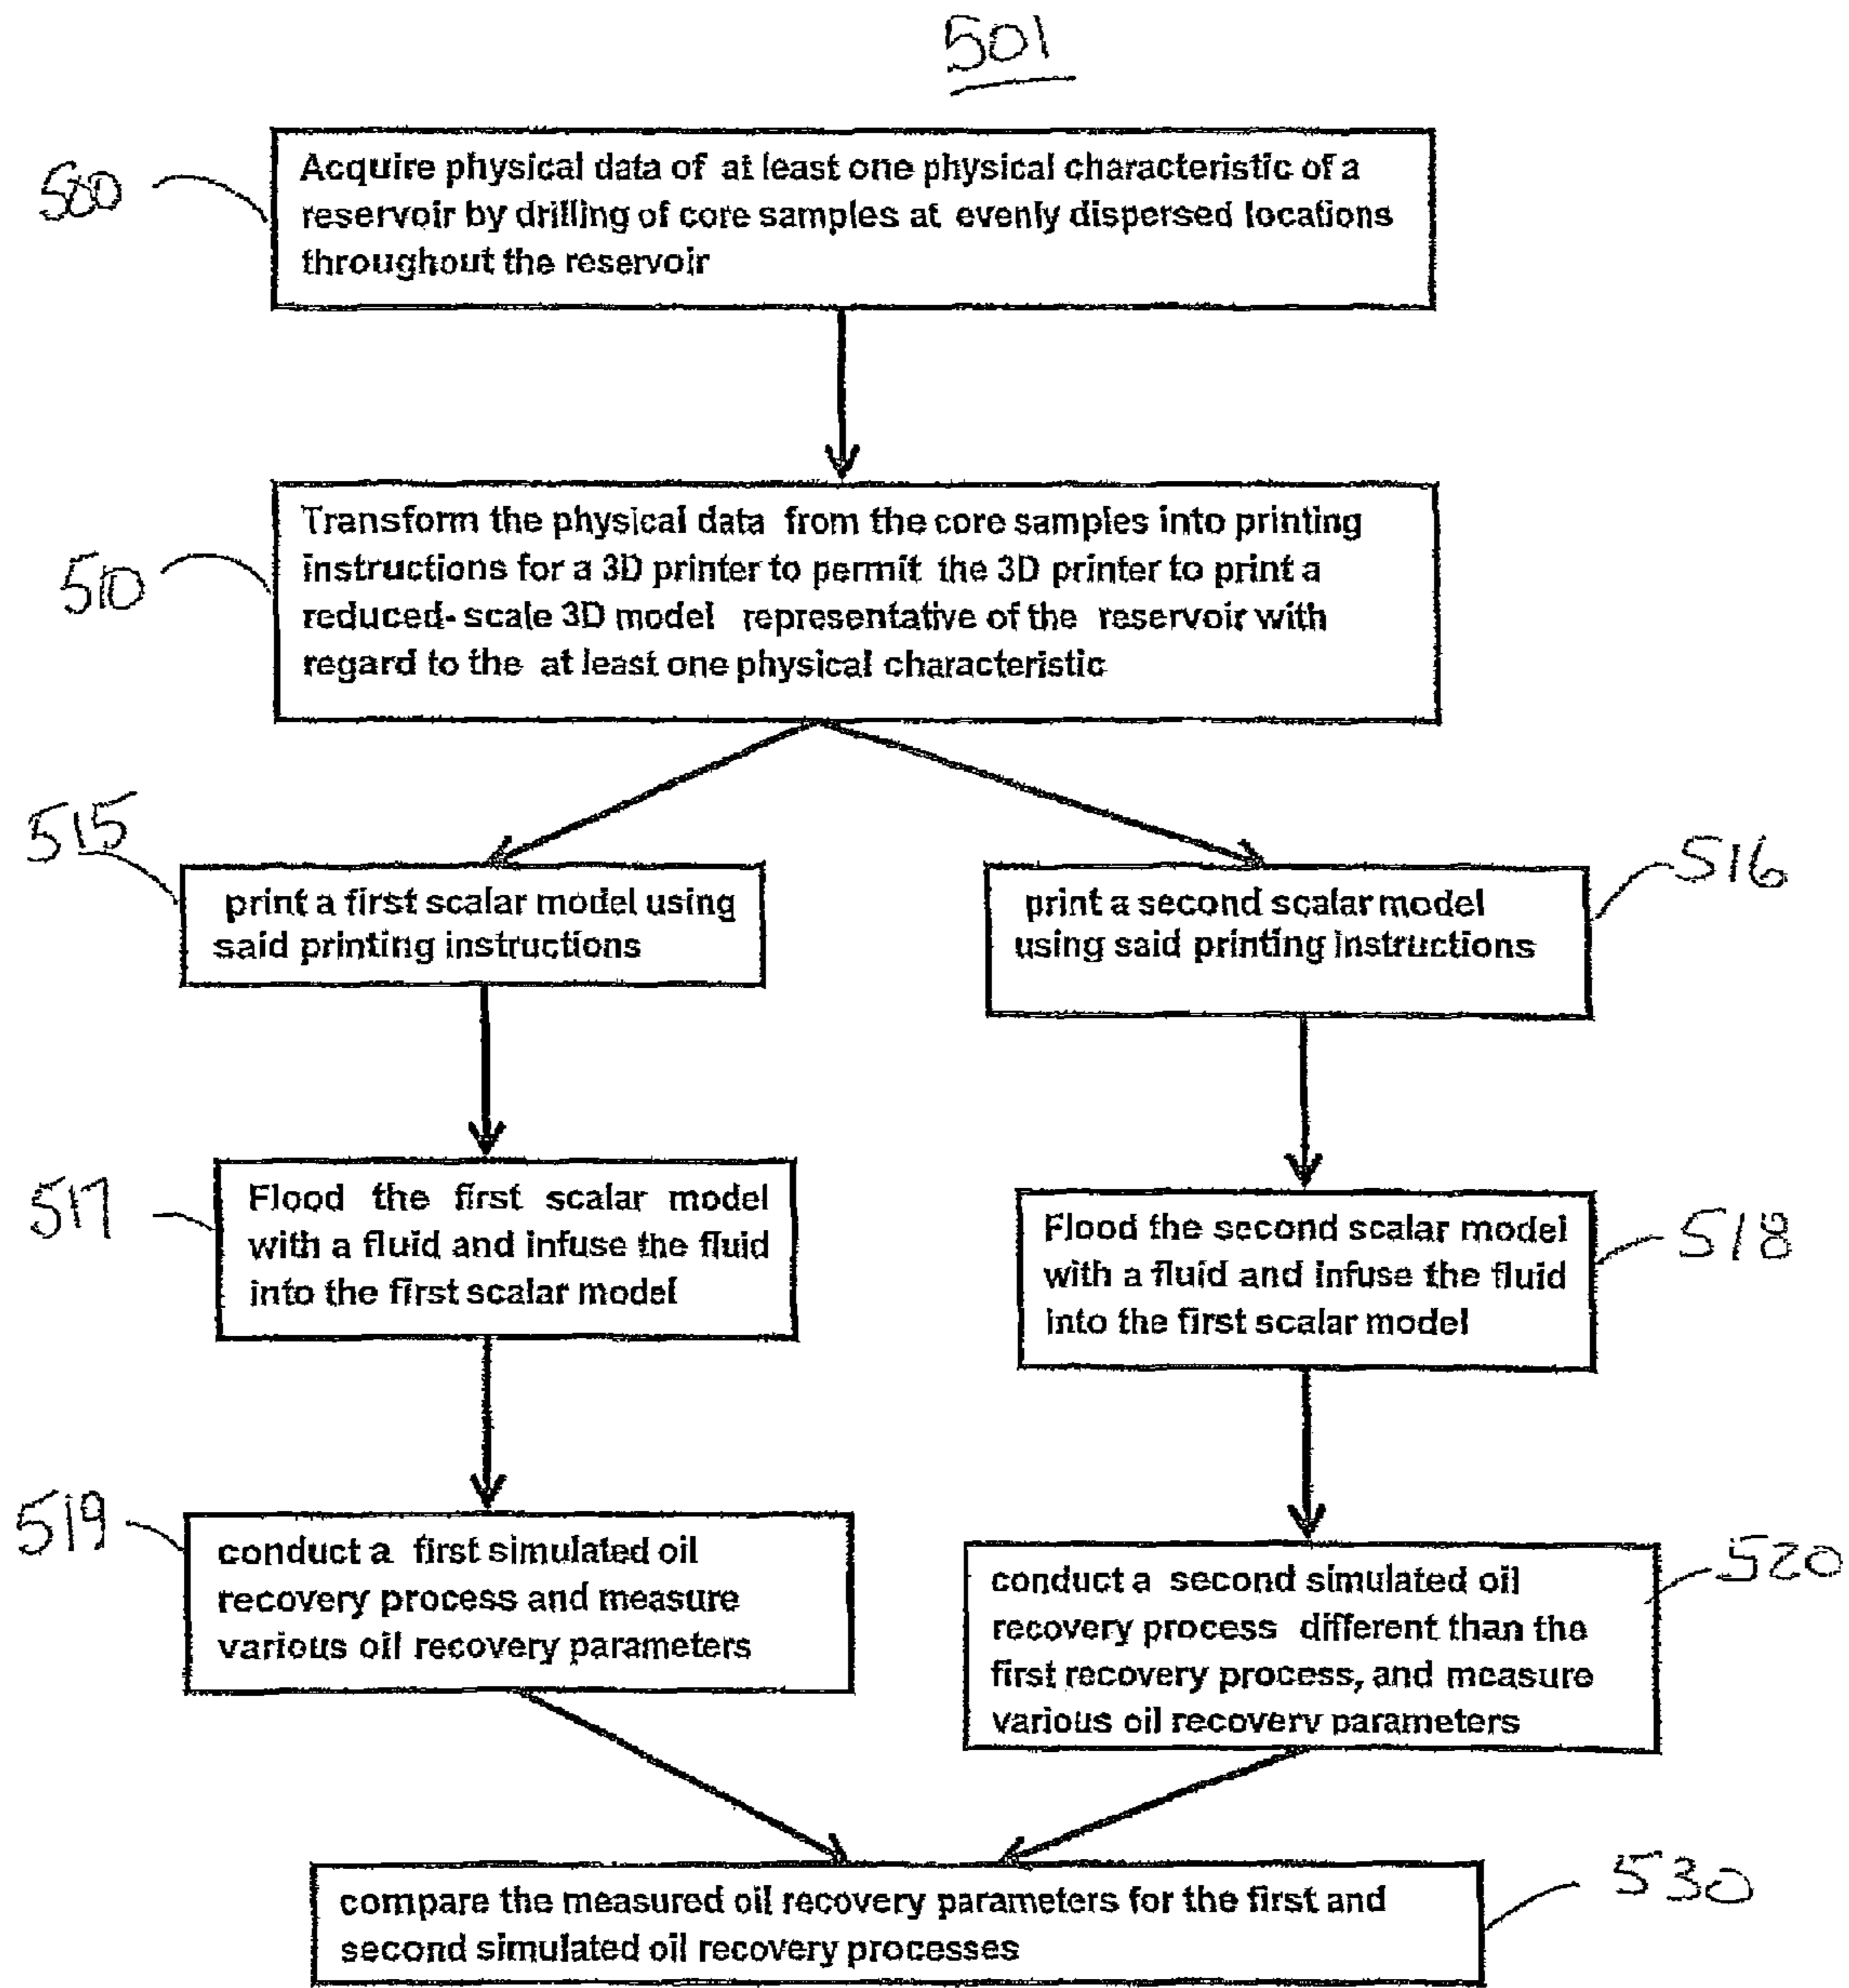 501
500
Acquire physical data of at least one physical characteristic of a
reservoir by drilling of core samples at evenly dispersed locations
throughout the reservoir
510
Transform the physical data from the core samples into printing
instructions for a 3D printer to permit the 3D printer to print a
reduced- scale 3D model representative of the reservoir with
regard to the at least one physical characteristic
515
print a first scalar model using
said printing instructions
516
print a second scalar model
using said printing instructions
517
Flood the first scalar model
with a fluid and infuse the fluid
into the first scalar model
518
Flood the second scalar model
with a fluid and infuse the fluid
into the first scalar model
519
conduct a first simulated oil
recovery process and measure
various oil recovery parameters
520
conduct a second simulated oil
recovery process different than the
first recovery process, and measure
various oil recovery parameters
530
compare the measured oil recovery parameters for the first and
second simulated oil recovery processes